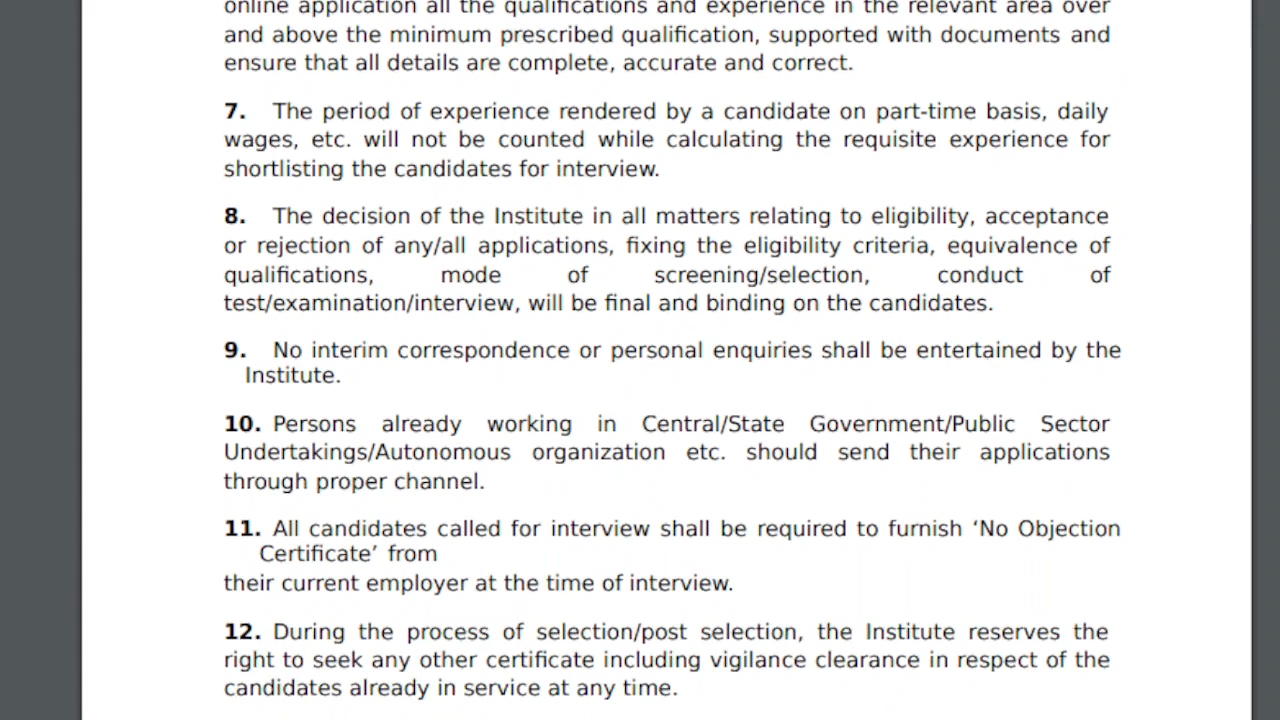 online application all the qualifications and experience in the relevant area over
and above the minimum prescribed qualification, supported with documents and
ensure that all details are complete, accurate and correct.
7. The period of experience rendered by a candidate on part-time basis, daily
wages, etc. will not be counted while calculating the requisite experience for
shortlisting the candidates for interview.
8. The decision of the Institute in all matters relating to eligibility, acceptance
or rejection of any/all applications, fixing the eligibility criteria, equivalence of
qualifications, mode of screening/selection, conduct of
test/examination/interview, will be final and binding on the candidates.
9. No interim correspondence or personal enquiries shall be entertained by the
Institute.
10. Persons already working in Central/State Government/Public Sector
Undertakings/Autonomous organization etc. should send their applications
through proper channel.
11. All candidates called for interview shall be required to furnish ‘No Objection
Certificate’ from
their current employer at the time of interview.
12. During the process of selection/post selection, the Institute reserves the
right to seek any other certificate including vigilance clearance in respect of the
candidates already in service at any time.